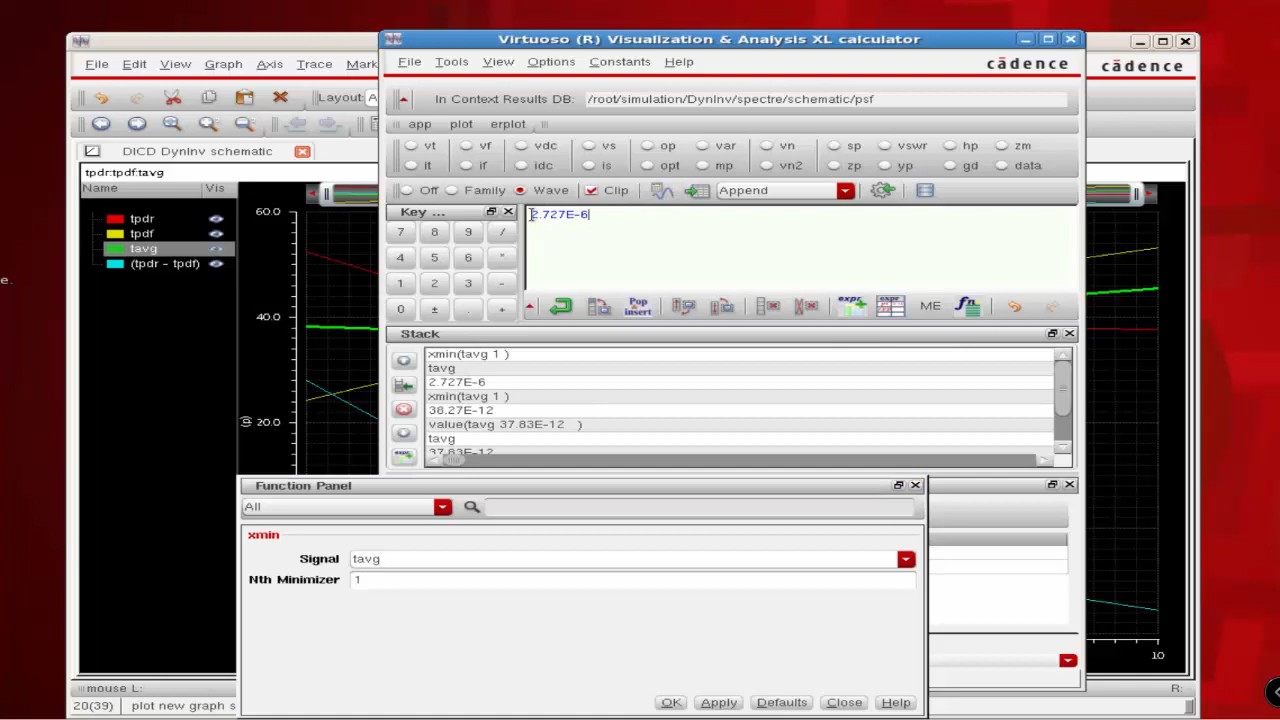 Virtuoso (R) Visualization & Analysis XL calculator
File Edit View Graph Axis Trace Mark
File Tools View Options Constants Help
cādence
cādence
Layout: A
In Context Results DB: /root/simulation/DynInv/spectre/schematic/psf
app plot erplot
DICD DynInv schematic
vt vf vdc vs op var vn sp vswr hp zm
it if idc is opt mp vn2 zp yp gd data
tpdr:tpdf:tavg
Name Vis
Off Family Wave Clip Append
60.0
40.0
20.0
(p)
tpdr
tpdf
tavg
(tpdr - tpdf)
Key ...
7 8 9 /
4 5 6 *
1 2 3 -
0 ± . +
2.727E-6
Pop
insert
expr
expr
ME
fn
e.
Stack
xmin(tavg 1 )
tavg
2.727E-6
xmin(tavg 1 )
38.27E-12
value(tavg 37.83E-12 )
tavg
37.83E-12
expr
Function Panel
All
xmin
Signal tavg
Nth Minimizer 1
OK Apply Defaults Close Help
10
mouse L:
R:
20(39) plot new graph s